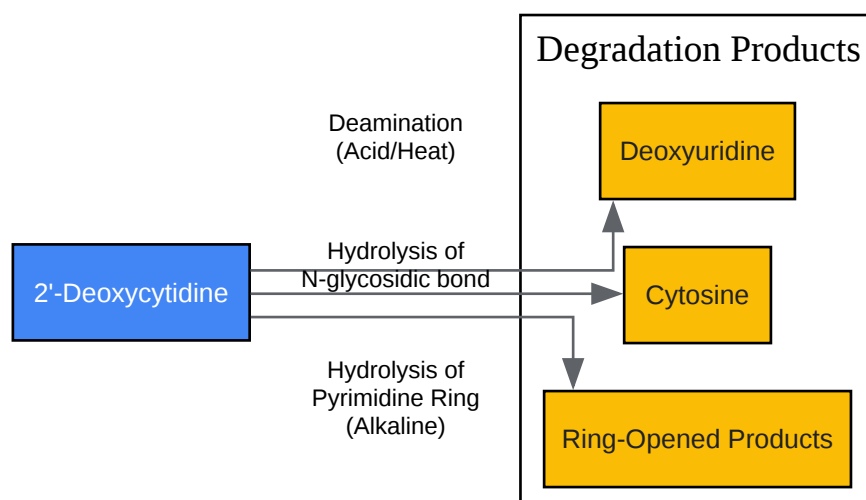 Degradation Products
Deamination
(Acid/Heat)
Deoxyuridine
2'-Deoxycytidine
Hydrolysis of
N-glycosidic bond
Cytosine
Hydrolysis of
Pyrimidine Ring
(Alkaline)
Ring-Opened Products